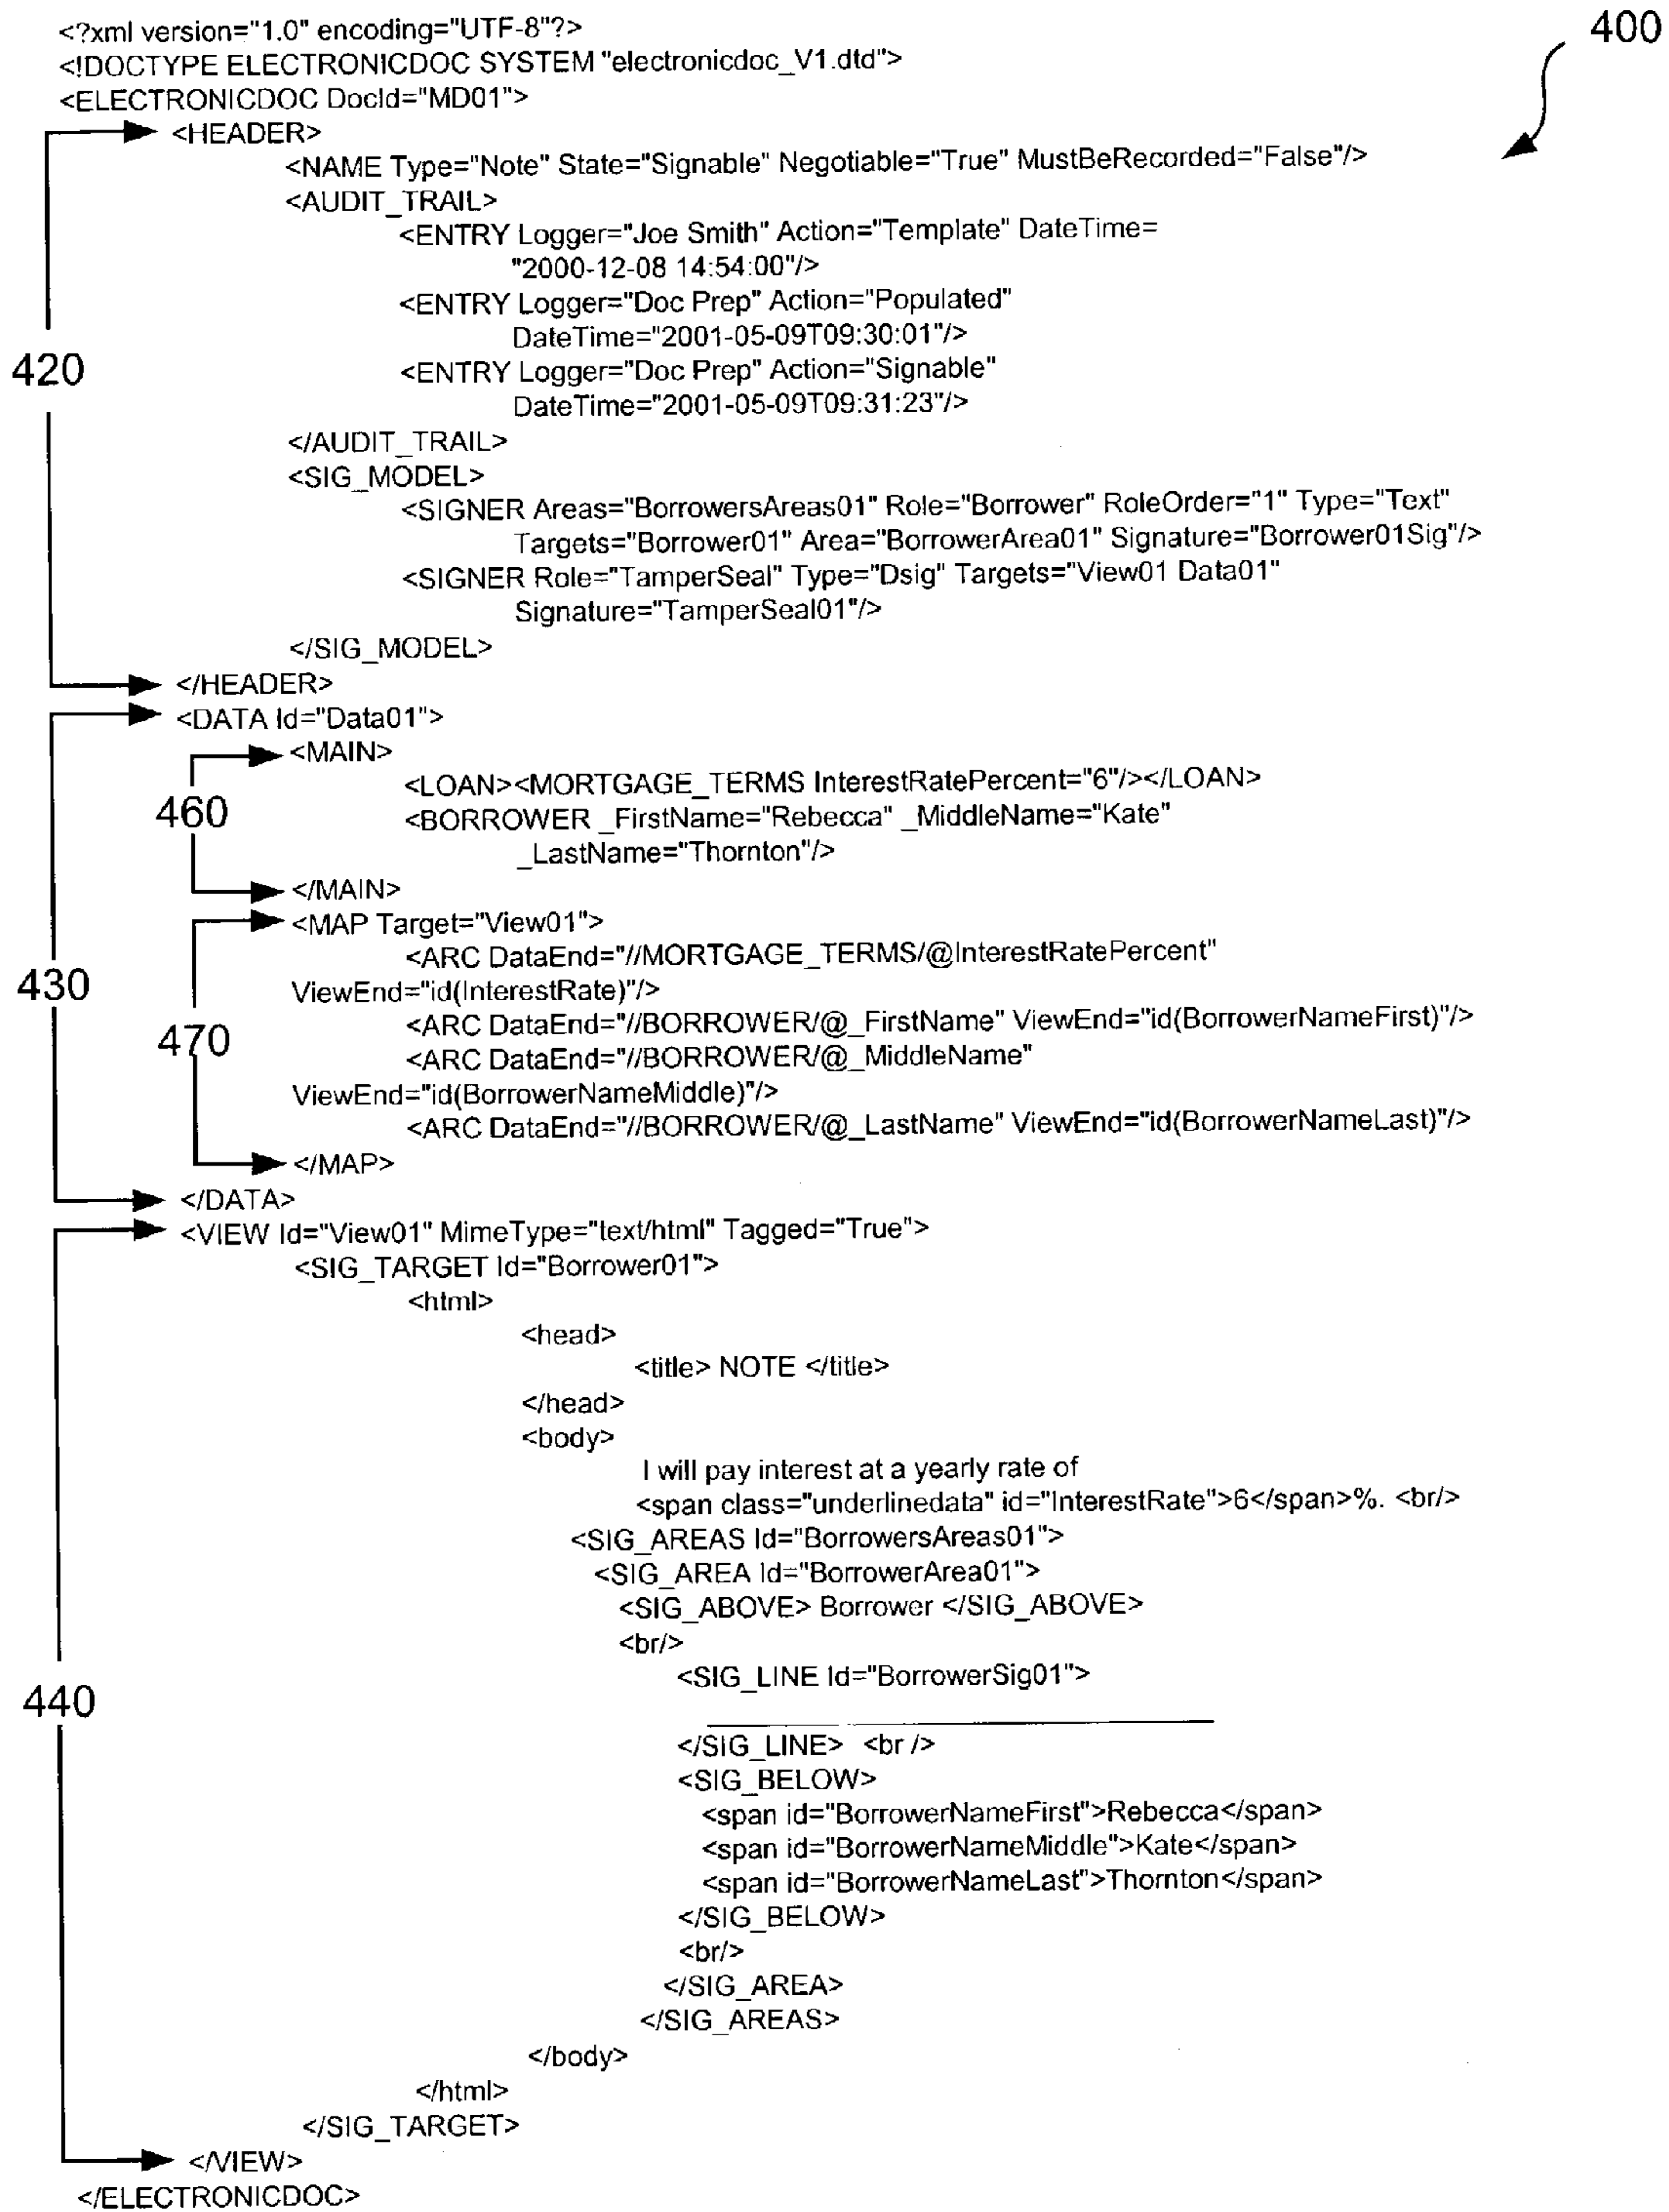 <?xml version="1.0" encoding="UTF-8"?>
400
<!DOCTYPE ELECTRONICDOC SYSTEM "electronicdoc_V1.dtd">
<ELECTRONICDOC DocId="MD01">
<HEADER>
<NAME Type="Note" State="Signable" Negotiable="True" MustBeRecorded="False"/>
<AUDIT_TRAIL>
<ENTRY Logger="Joe Smith" Action="Template" DateTime=
"2000-12-08 14:54:00"/>
<ENTRY Logger="Doc Prep" Action="Populated"
DateTime="2001-05-09T09:30:01"/>
420
<ENTRY Logger="Doc Prep" Action="Signable"
DateTime="2001-05-09T09:31:23"/>
</AUDIT_TRAIL>
<SIG_MODEL>
<SIGNER Areas="BorrowersAreas01" Role="Borrower" RoleOrder="1" Type="Text"
Targets="Borrower01" Area="BorrowerArea01" Signature="Borrower01Sig"/>
<SIGNER Role="TamperSeal" Type="Dsig" Targets="View01 Data01"
Signature="TamperSeal01"/>
</SIG_MODEL>
</HEADER>
<DATA Id="Data01">
<MAIN>
<LOAN><MORTGAGE_TERMS InterestRatePercent="6"/></LOAN>
460
<BORROWER _FirstName="Rebecca" _MiddleName="Kate"
_LastName="Thornton"/>
</MAIN>
<MAP Target="View01">
<ARC DataEnd="//MORTGAGE_TERMS/@InterestRatePercent"
430
ViewEnd="id(InterestRate)"/>
<ARC DataEnd="//BORROWER/@_FirstName" ViewEnd="id(BorrowerNameFirst)"/>
470
<ARC DataEnd="//BORROWER/@_MiddleName"
ViewEnd="id(BorrowerNameMiddle)"/>
<ARC DataEnd="//BORROWER/@_LastName" ViewEnd="id(BorrowerNameLast)"/>
</MAP>
</DATA>
<VIEW Id="View01" MimeType="text/html" Tagged="True">
<SIG_TARGET Id="Borrower01">
<html>
<head>
<title> NOTE </title>
</head>
<body>
I will pay interest at a yearly rate of
<span class="underlinedata" id="InterestRate">6</span>%. <br/>
<SIG_AREAS Id="BorrowersAreas01">
<SIG_AREA Id="BorrowerArea01">
<SIG_ABOVE> Borrower </SIG_ABOVE>
<br/>
<SIG_LINE Id="BorrowerSig01">
440
</SIG_LINE> <br />
<SIG_BELOW>
<span id="BorrowerNameFirst">Rebecca</span>
<span id="BorrowerNameMiddle">Kate</span>
<span id="BorrowerNameLast">Thornton</span>
</SIG_BELOW>
<br/>
</SIG_AREA>
</SIG_AREAS>
</body>
</html>
</SIG_TARGET>
</VIEW>
</ELECTRONICDOC>